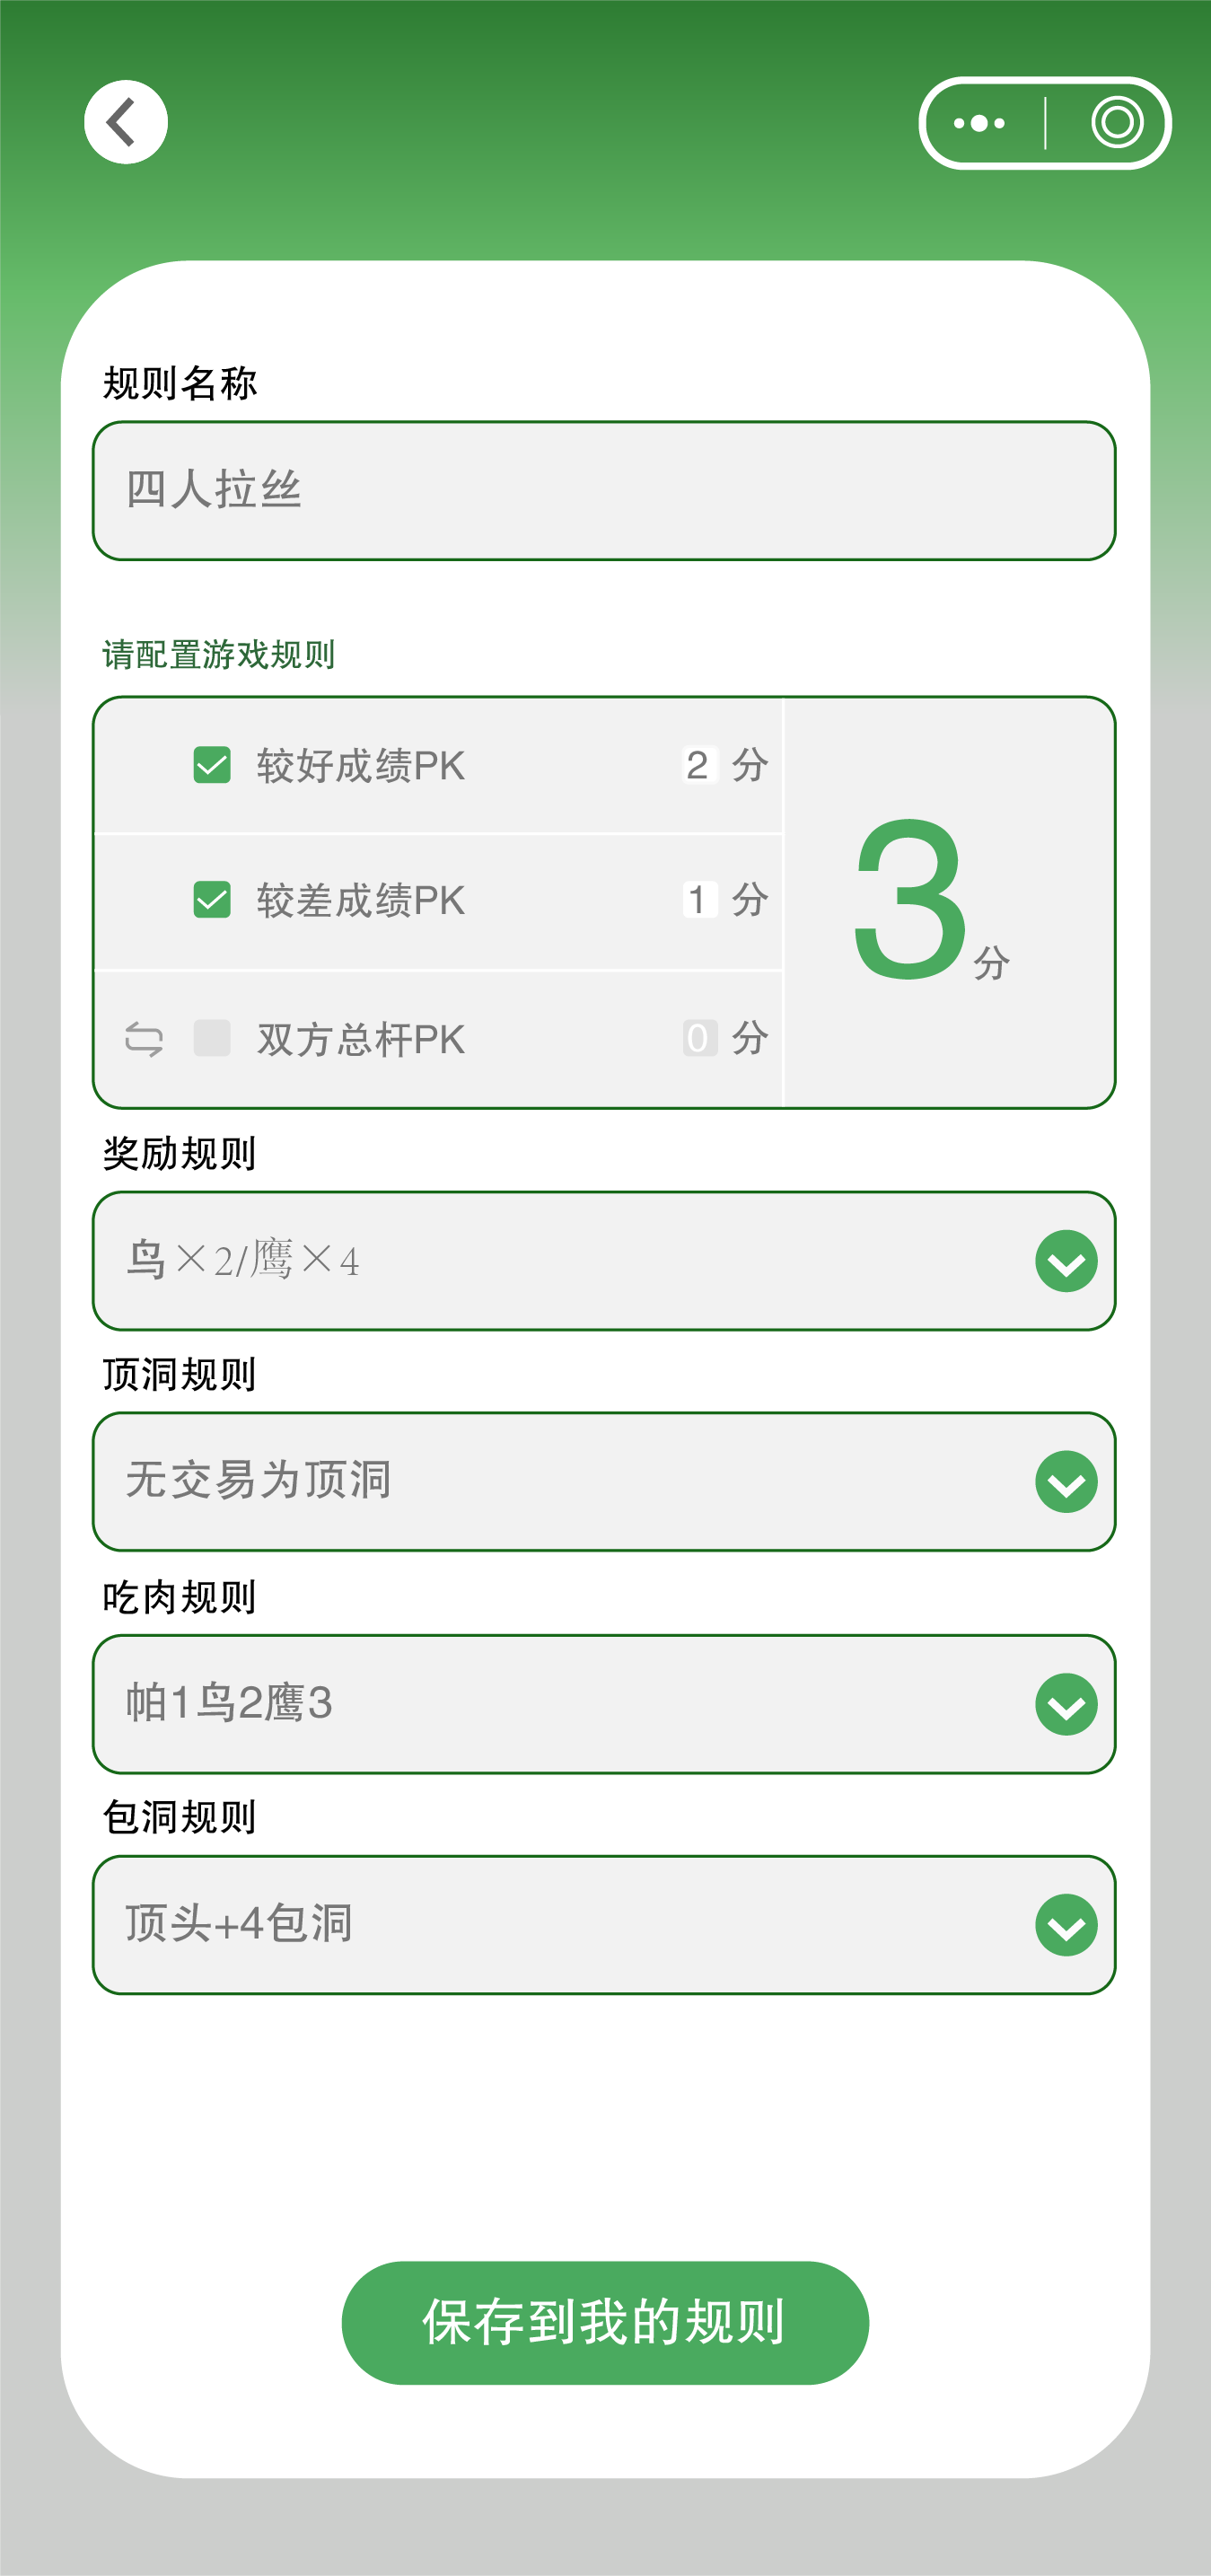 规则名称
四人拉丝
请配置游戏规则
较好成绩PK 2 分
较差成绩PK 1 分
双方总杆PK 0 分
3分
奖励规则
鸟×2/鹰×4
顶洞规则
无交易为顶洞
吃肉规则
帕1鸟2鹰3
包洞规则
顶头+4包洞
保存到我的规则